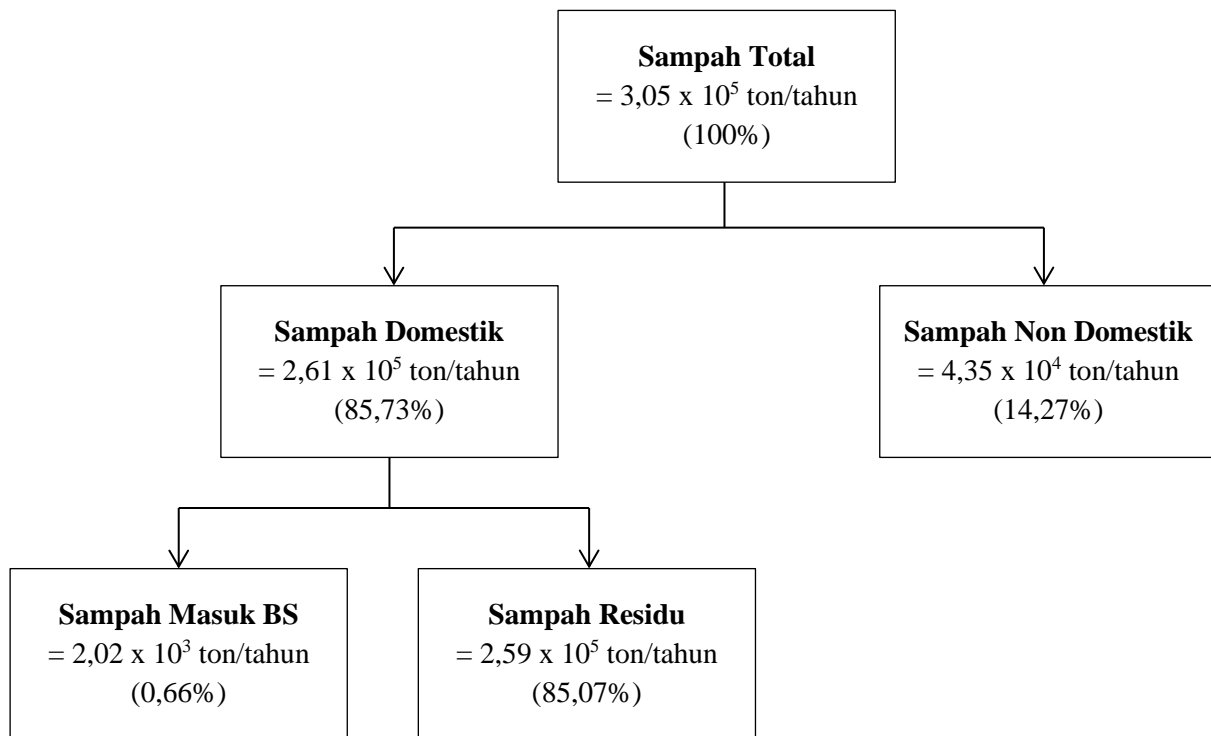 Sampah Total
= 3,05 x 10⁵ ton/tahun
(100%)
Sampah Domestik
= 2,61 x 10⁵ ton/tahun
(85,73%)
Sampah Non Domestik
= 4,35 x 10⁴ ton/tahun
(14,27%)
Sampah Masuk BS
= 2,02 x 10³ ton/tahun
(0,66%)
Sampah Residu
= 2,59 x 10⁵ ton/tahun
(85,07%)